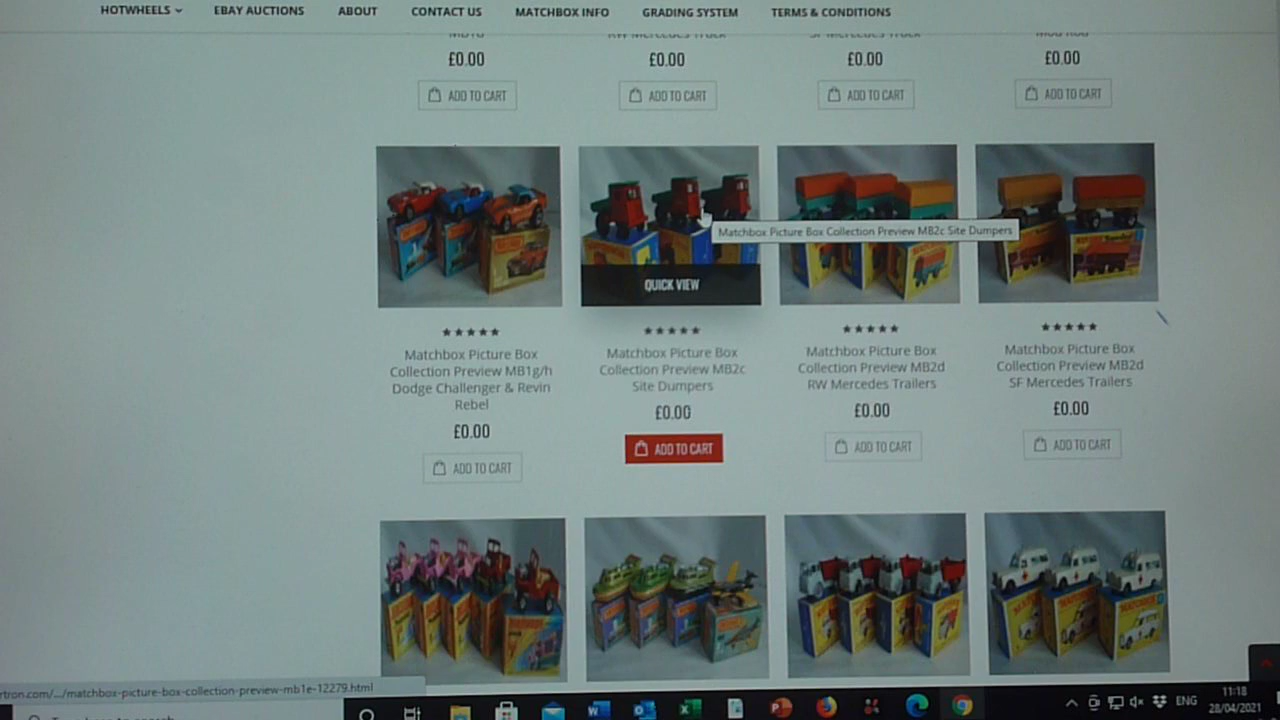 HOTWHEELS
EBAY AUCTIONS
ABOUT
CONTACT US
MATCHBOX INFO
GRADING SYSTEM
TERMS & CONDITIONS
£0.00
£0.00
£0.00
£0.00
ADD TO CART
ADD TO CART
ADD TO CART
ADD TO CART
Matchbox Picture Box Collection Preview MB2c Site Dumpers
QUICK VIEW
Matchbox Picture Box
Collection Preview MB1g/h
Dodge Challenger & Revin
Rebel
£0.00
ADD TO CART
Matchbox Picture Box
Collection Preview MB2c
Site Dumpers
£0.00
ADD TO CART
Matchbox Picture Box
Collection Preview MB2d
RW Mercedes Trailers
£0.00
ADD TO CART
Matchbox Picture Box
Collection Preview MB2d
SF Mercedes Trailers
£0.00
ADD TO CART
rtron.com/.../matchbox-picture-box-collection-preview-mb1e-12279.html
ENG
11:18
28/04/2021